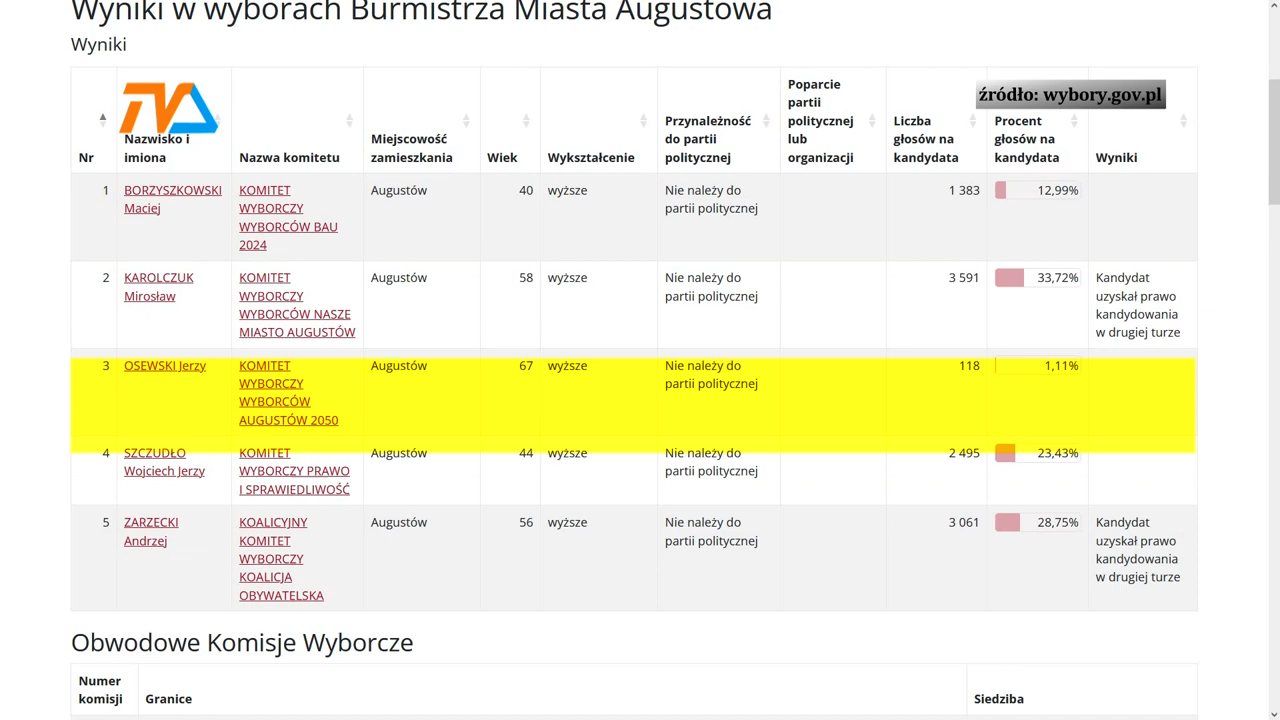 Wyniki w wyborach Burmistrza Miasta Augustowa
Wyniki
TVA
źródło: wybory.gov.pl
Nr
Nazwisko i
imiona
Nazwa komitetu
Miejscowość
zamieszkania
Wiek
Wykształcenie
Przynależność
do partii
politycznej
Poparcie
partii
politycznej
lub
organizacji
Liczba
głosów na
kandydata
Procent
głosów na
kandydata
Wyniki
1
BORZYSZKOWSKI
Maciej
KOMITET
WYBORCZY
WYBORCÓW BAU
2024
Augustów
40
wyższe
Nie należy do
partii politycznej
1 383
12,99%
2
KAROLCZUK
Mirosław
KOMITET
WYBORCZY
WYBORCÓW NASZE
MIASTO AUGUSTÓW
Augustów
58
wyższe
Nie należy do
partii politycznej
3 591
33,72%
Kandydat
uzyskał prawo
kandydowania
w drugiej turze
3
OSEWSKI Jerzy
KOMITET
WYBORCZY
WYBORCÓW
AUGUSTÓW 2050
Augustów
67
wyższe
Nie należy do
partii politycznej
118
1,11%
4
SZCZUDŁO
Wojciech Jerzy
KOMITET
WYBORCZY PRAWO
I SPRAWIEDLIWOŚĆ
Augustów
44
wyższe
Nie należy do
partii politycznej
2 495
23,43%
5
ZARZECKI
Andrzej
KOALICYJNY
KOMITET
WYBORCZY
KOALICJA
OBYWATELSKA
Augustów
56
wyższe
Nie należy do
partii politycznej
3 061
28,75%
Kandydat
uzyskał prawo
kandydowania
w drugiej turze
Obwodowe Komisje Wyborcze
Numer
komisji
Granice
Siedziba